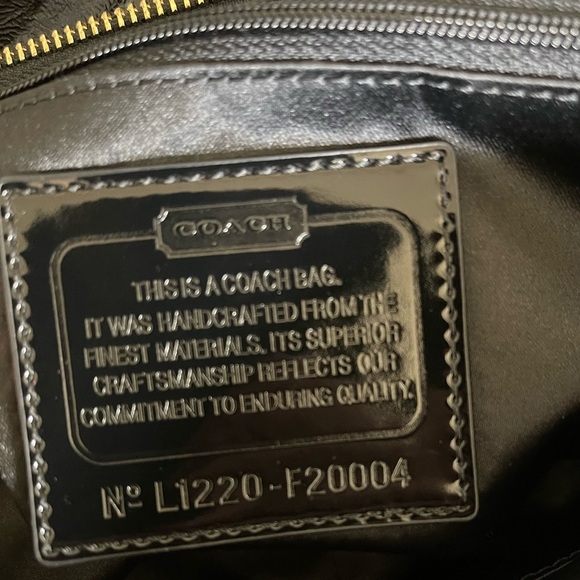 COACH
THIS IS A COACH BAG.
IT WAS HANDCRAFTED FROM THE
FINEST MATERIALS. ITS SUPERIOR
CRAFTSMANSHIP REFLECTS OUR
COMMITMENT TO ENDURING QUALITY.
Nº L1220-F20004